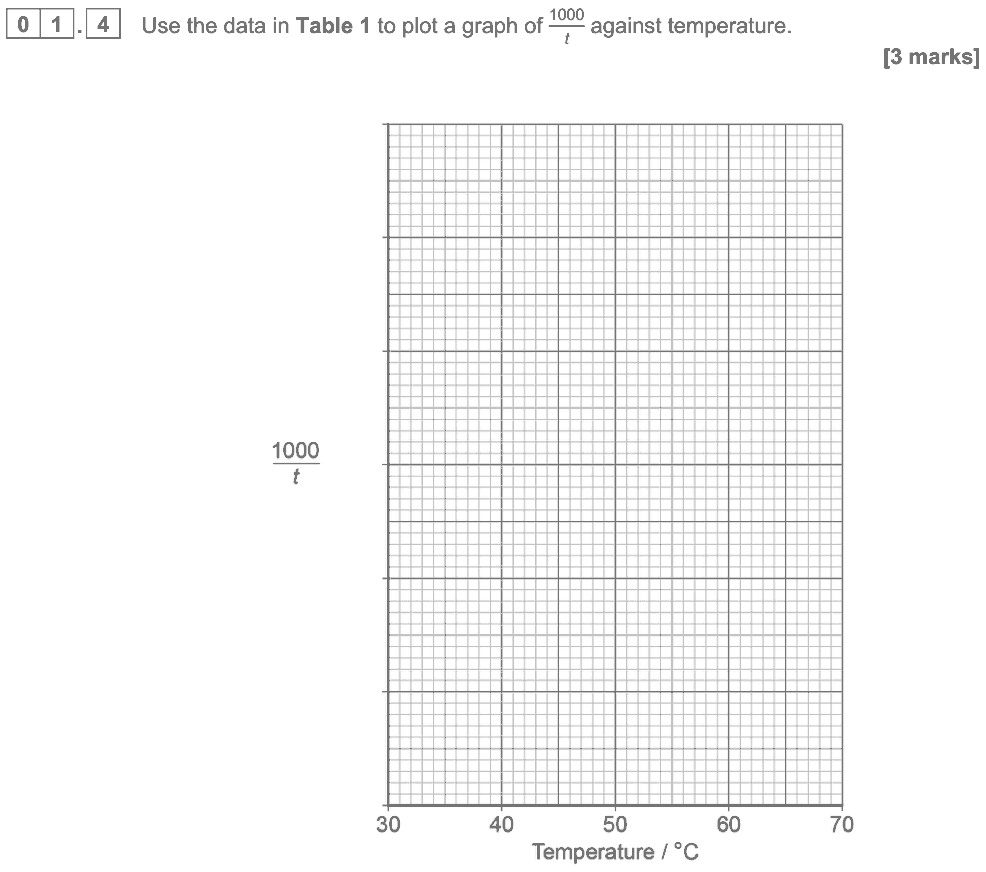 0 1 . 4 Use the data in Table 1 to plot a graph of 1000/t against temperature.
[3 marks]
1000
t
30 40 50 60 70
Temperature / °C